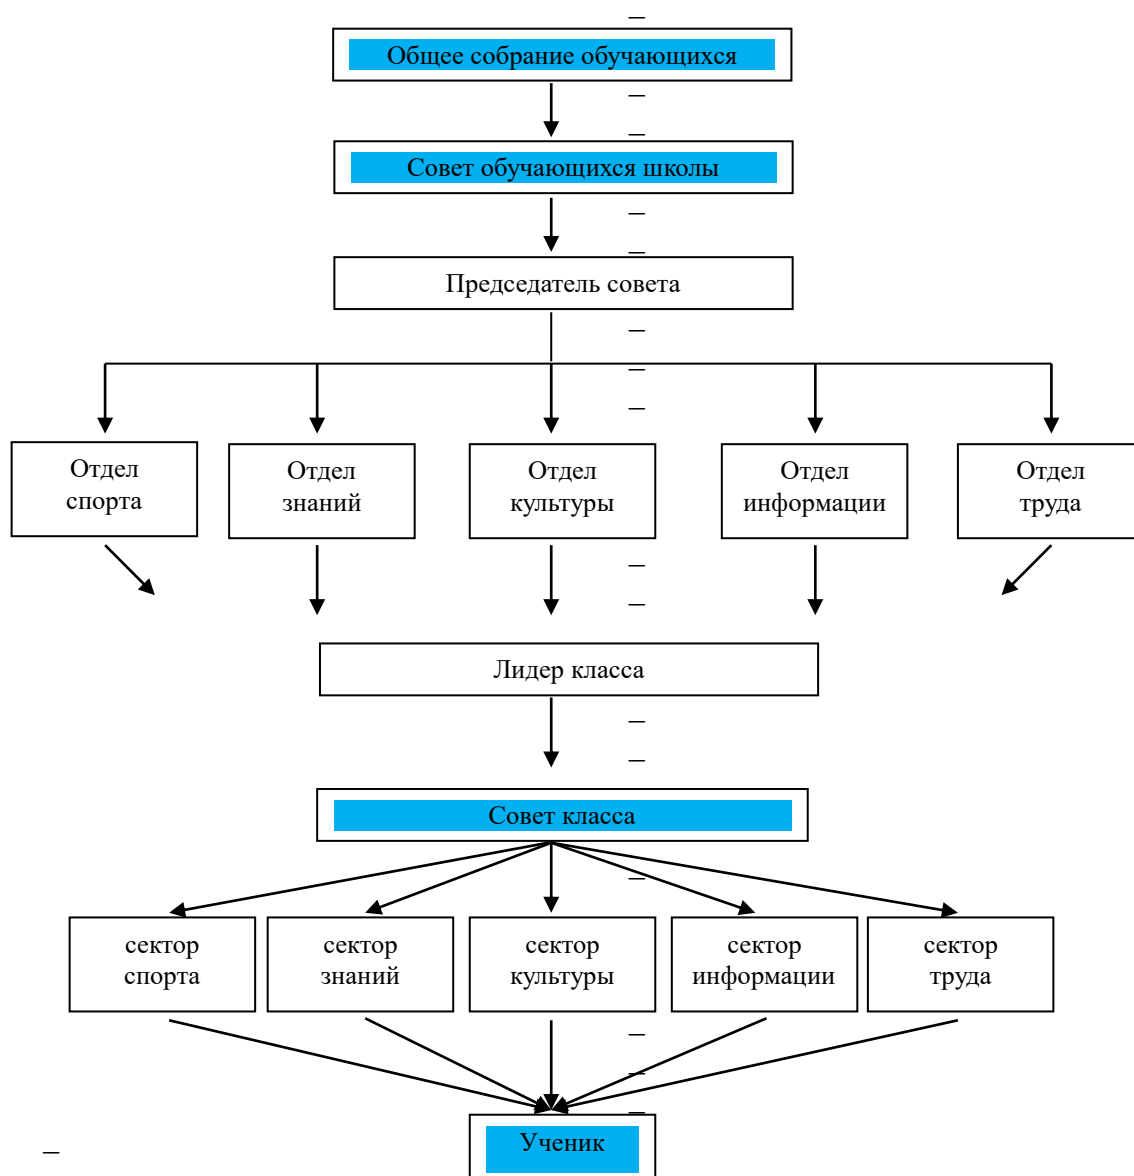 Общее собрание обучающихся
Совет обучающихся школы
Председатель совета
Отдел
спорта
Отдел
знаний
Отдел
культуры
Отдел
информации
Отдел
труда
Лидер класса
Совет класса
сектор
спорта
сектор
знаний
сектор
культуры
сектор
информации
сектор
труда
Ученик